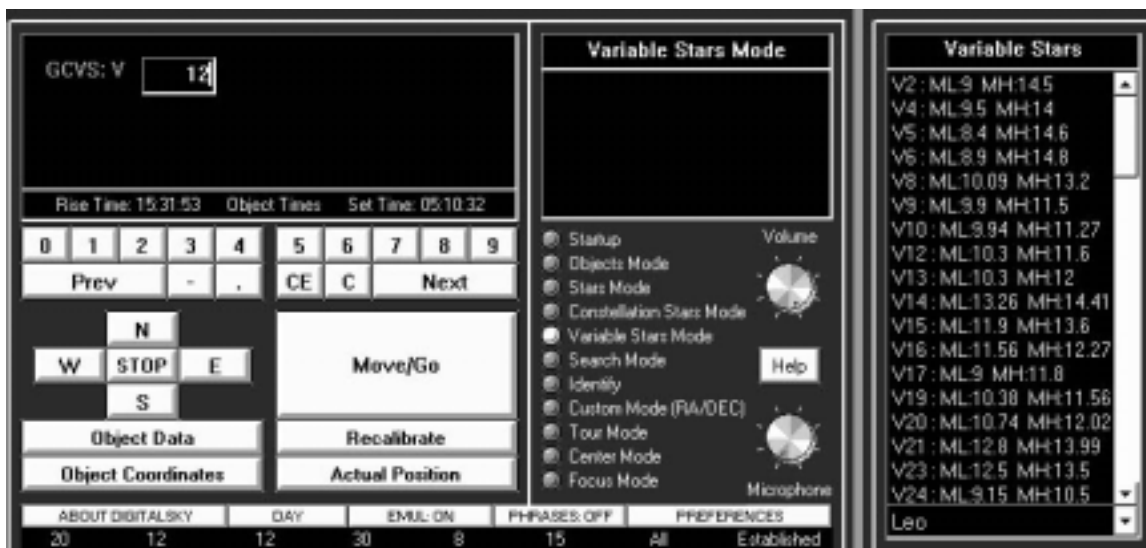 GCVS: V 12
Rise Time: 15:31:53 Object Times Set Time: 05:10:32
0 1 2 3 4 5 6 7 8 9
Prev - . CE C Next
N
W STOP E
S
Move/Go
Object Data Recalibrate
Object Coordinates Actual Position
Variable Stars Mode
Startup
Objects Mode
Stars Mode
Constellation Stars Mode
Variable Stars Mode
Search Mode
Identify
Custom Mode (RA/DEC)
Tour Mode
Center Mode
Focus Mode
Volume
Help
Microphone
ABOUT DIGITALSKY DAY EMUL: ON PHRASES: OFF PREFERENCES
20 12 12 30 8 15 All Established
Variable Stars
V2 : ML:9 MH:14.5
V4 : ML:9.5 MH:14
V5 : ML:8.4 MH:14.6
V6 : ML:8.9 MH:14.8
V8 : ML:10.09 MH:13.2
V9 : ML:9.9 MH:11.5
V10 : ML:9.94 MH:11.27
V12 : ML:10.3 MH:11.6
V13 : ML:10.3 MH:12
V14 : ML:13.26 MH:14.41
V15 : ML:11.9 MH:13.6
V16 : ML:11.56 MH:12.27
V17 : ML:9 MH:11.8
V19 : ML:10.38 MH:11.56
V20 : ML:10.74 MH:12.02
V21 : ML:12.8 MH:13.99
V23 : ML:12.5 MH:13.5
V24 : ML:9.15 MH:10.5
Leo